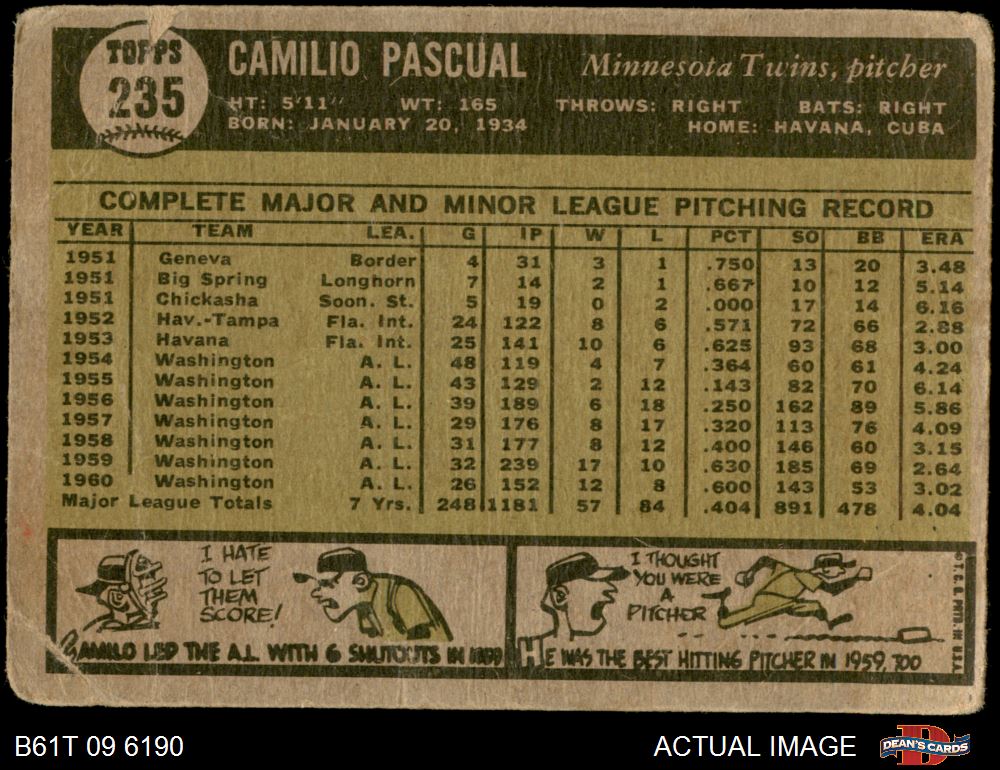 TOPPS
235
CAMILIO PASCUAL
Minnesota Twins, pitcher
HT: 5'11" WT: 165 THROWS: RIGHT BATS: RIGHT
BORN: JANUARY 20, 1934 HOME: HAVANA, CUBA
COMPLETE MAJOR AND MINOR LEAGUE PITCHING RECORD
YEAR TEAM LEA. G IP W L PCT SO BB ERA
1951 Geneva Border 4 31 3 1 .750 13 20 3.48
1951 Big Spring Longhorn 7 14 2 1 .667 10 12 5.14
1951 Chickasha Soon. St. 5 19 0 2 .000 17 14 6.16
1952 Hav.-Tampa Fla. Int. 24 122 8 6 .571 72 66 2.88
1953 Havana Fla. Int. 25 141 10 6 .625 93 68 3.00
1954 Washington A. L. 48 119 4 7 .364 60 61 4.24
1955 Washington A. L. 43 129 2 12 .143 82 70 6.14
1956 Washington A. L. 39 189 6 18 .250 162 89 5.86
1957 Washington A. L. 29 176 8 17 .320 113 76 4.09
1958 Washington A. L. 31 177 8 12 .400 146 60 3.15
1959 Washington A. L. 32 239 17 10 .630 185 69 2.64
1960 Washington A. L. 26 152 12 8 .600 143 53 3.02
Major League Totals 7 Yrs. 248 1181 57 84 .404 891 478 4.04
I HATE
TO LET
THEM
SCORE!
CAMILO LED THE A.L. WITH 6 SHUTOUTS IN 1959
I THOUGHT
YOU WERE
A
PITCHER
HE WAS THE BEST HITTING PITCHER IN 1959, TOO
© T. C. G. PRTD. IN U.S.A.
B61T 09 6190
ACTUAL IMAGE
DEAN'S CARDS